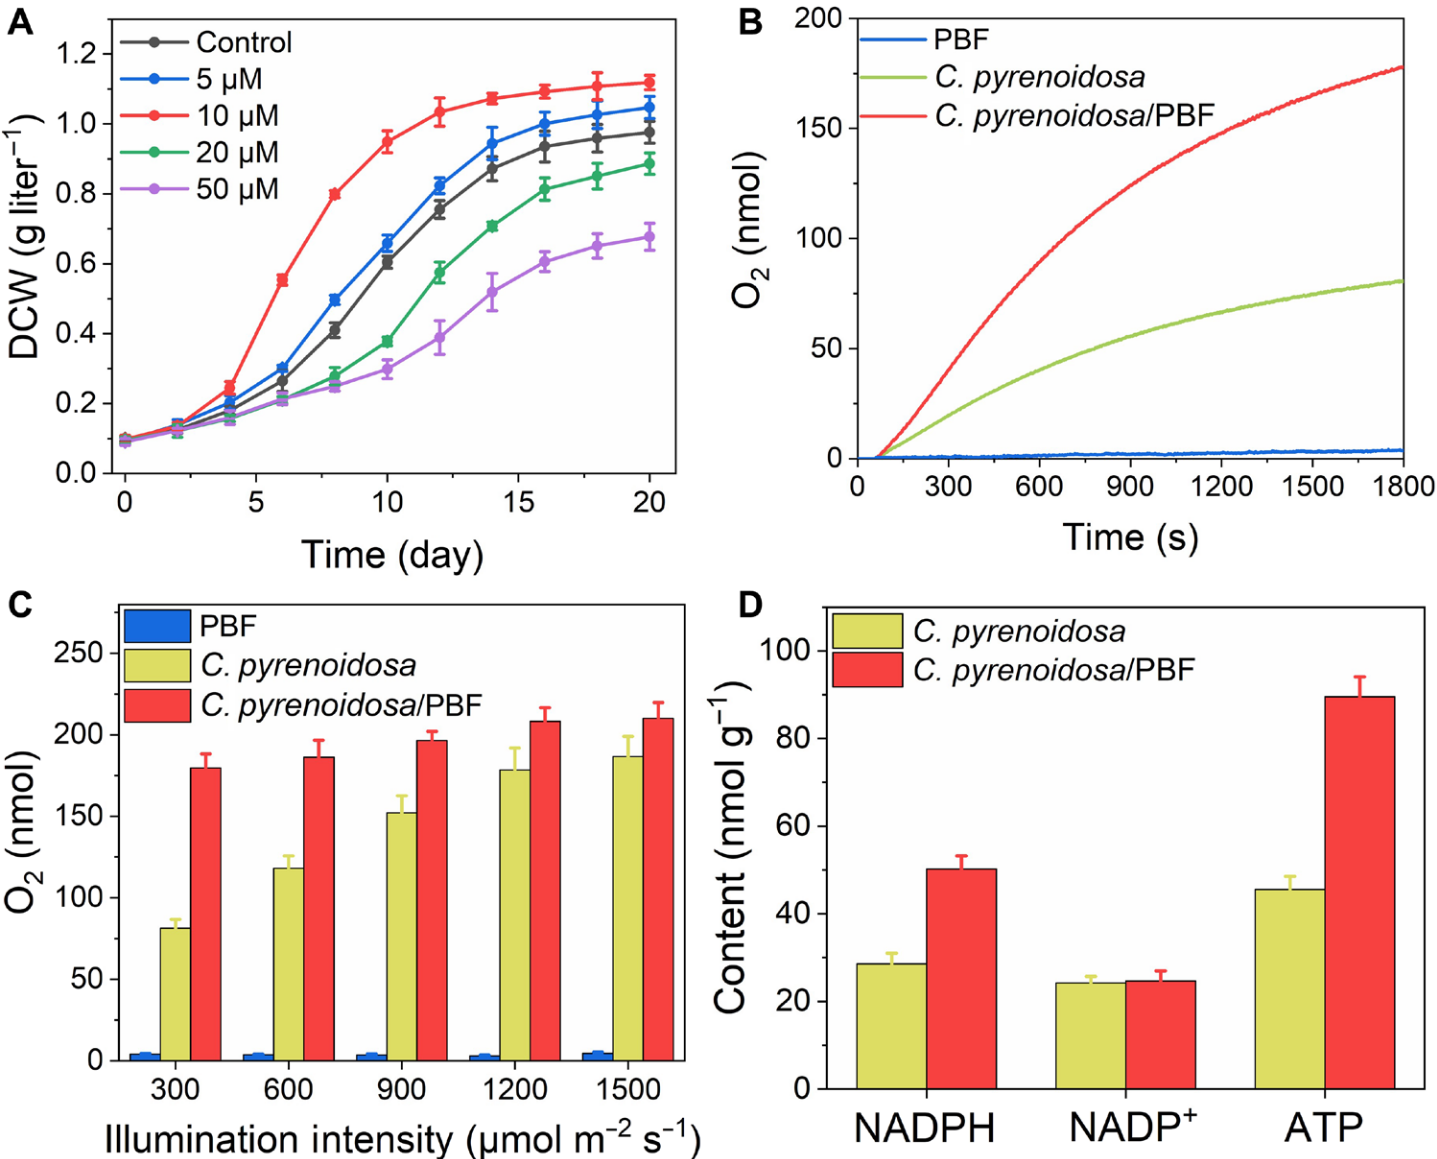 A
Control
5 μM
10 μM
20 μM
50 μM
DCW (g liter⁻¹)
1.2
1.0
0.8
0.6
0.4
0.2
0.0
0 5 10 15 20
Time (day)
B
PBF
C. pyrenoidosa
C. pyrenoidosa/PBF
O₂ (nmol)
200
150
100
50
0
0 300 600 900 1200 1500 1800
Time (s)
C
PBF
C. pyrenoidosa
C. pyrenoidosa/PBF
O₂ (nmol)
250
200
150
100
50
0
300 600 900 1200 1500
Illumination intensity (μmol m⁻² s⁻¹)
D
C. pyrenoidosa
C. pyrenoidosa/PBF
Content (nmol g⁻¹)
100
80
60
40
20
0
NADPH NADP⁺ ATP